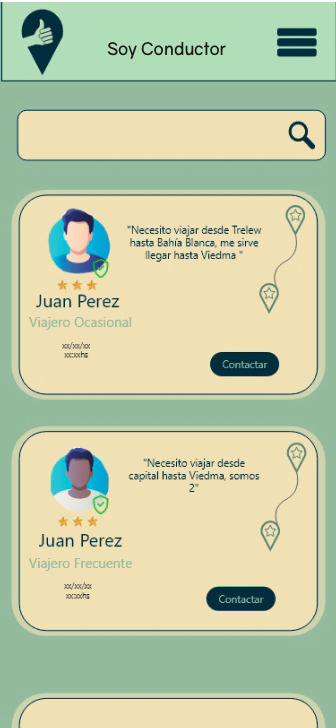 Soy Conductor
"Necesito viajar desde Trelew
hasta Bahía Blanca, me sirve
llegar hasta Viedma "
Juan Perez
Viajero Ocasional
xx/xx/xx
xx:xxhs
Contactar
"Necesito viajar desde
capital hasta Viedma, somos
2"
Juan Perez
Viajero Frecuente
xx/xx/xx
xx:xxhs
Contactar